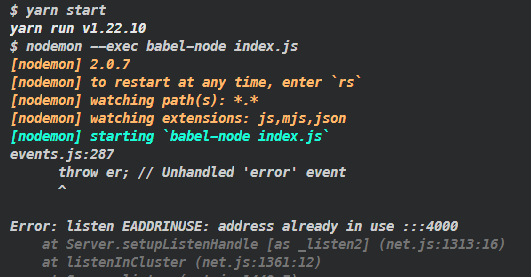 $ yarn start
yarn run v1.22.10
$ nodemon --exec babel-node index.js
[nodemon] 2.0.7
[nodemon] to restart at any time, enter `rs`
[nodemon] watching path(s): *.*
[nodemon] watching extensions: js,mjs,json
[nodemon] starting `babel-node index.js`
events.js:287
      throw er; // Unhandled 'error' event
      ^
Error: listen EADDRINUSE: address already in use :::4000
    at Server.setupListenHandle [as _listen2] (net.js:1313:16)
    at listenInCluster (net.js:1361:12)